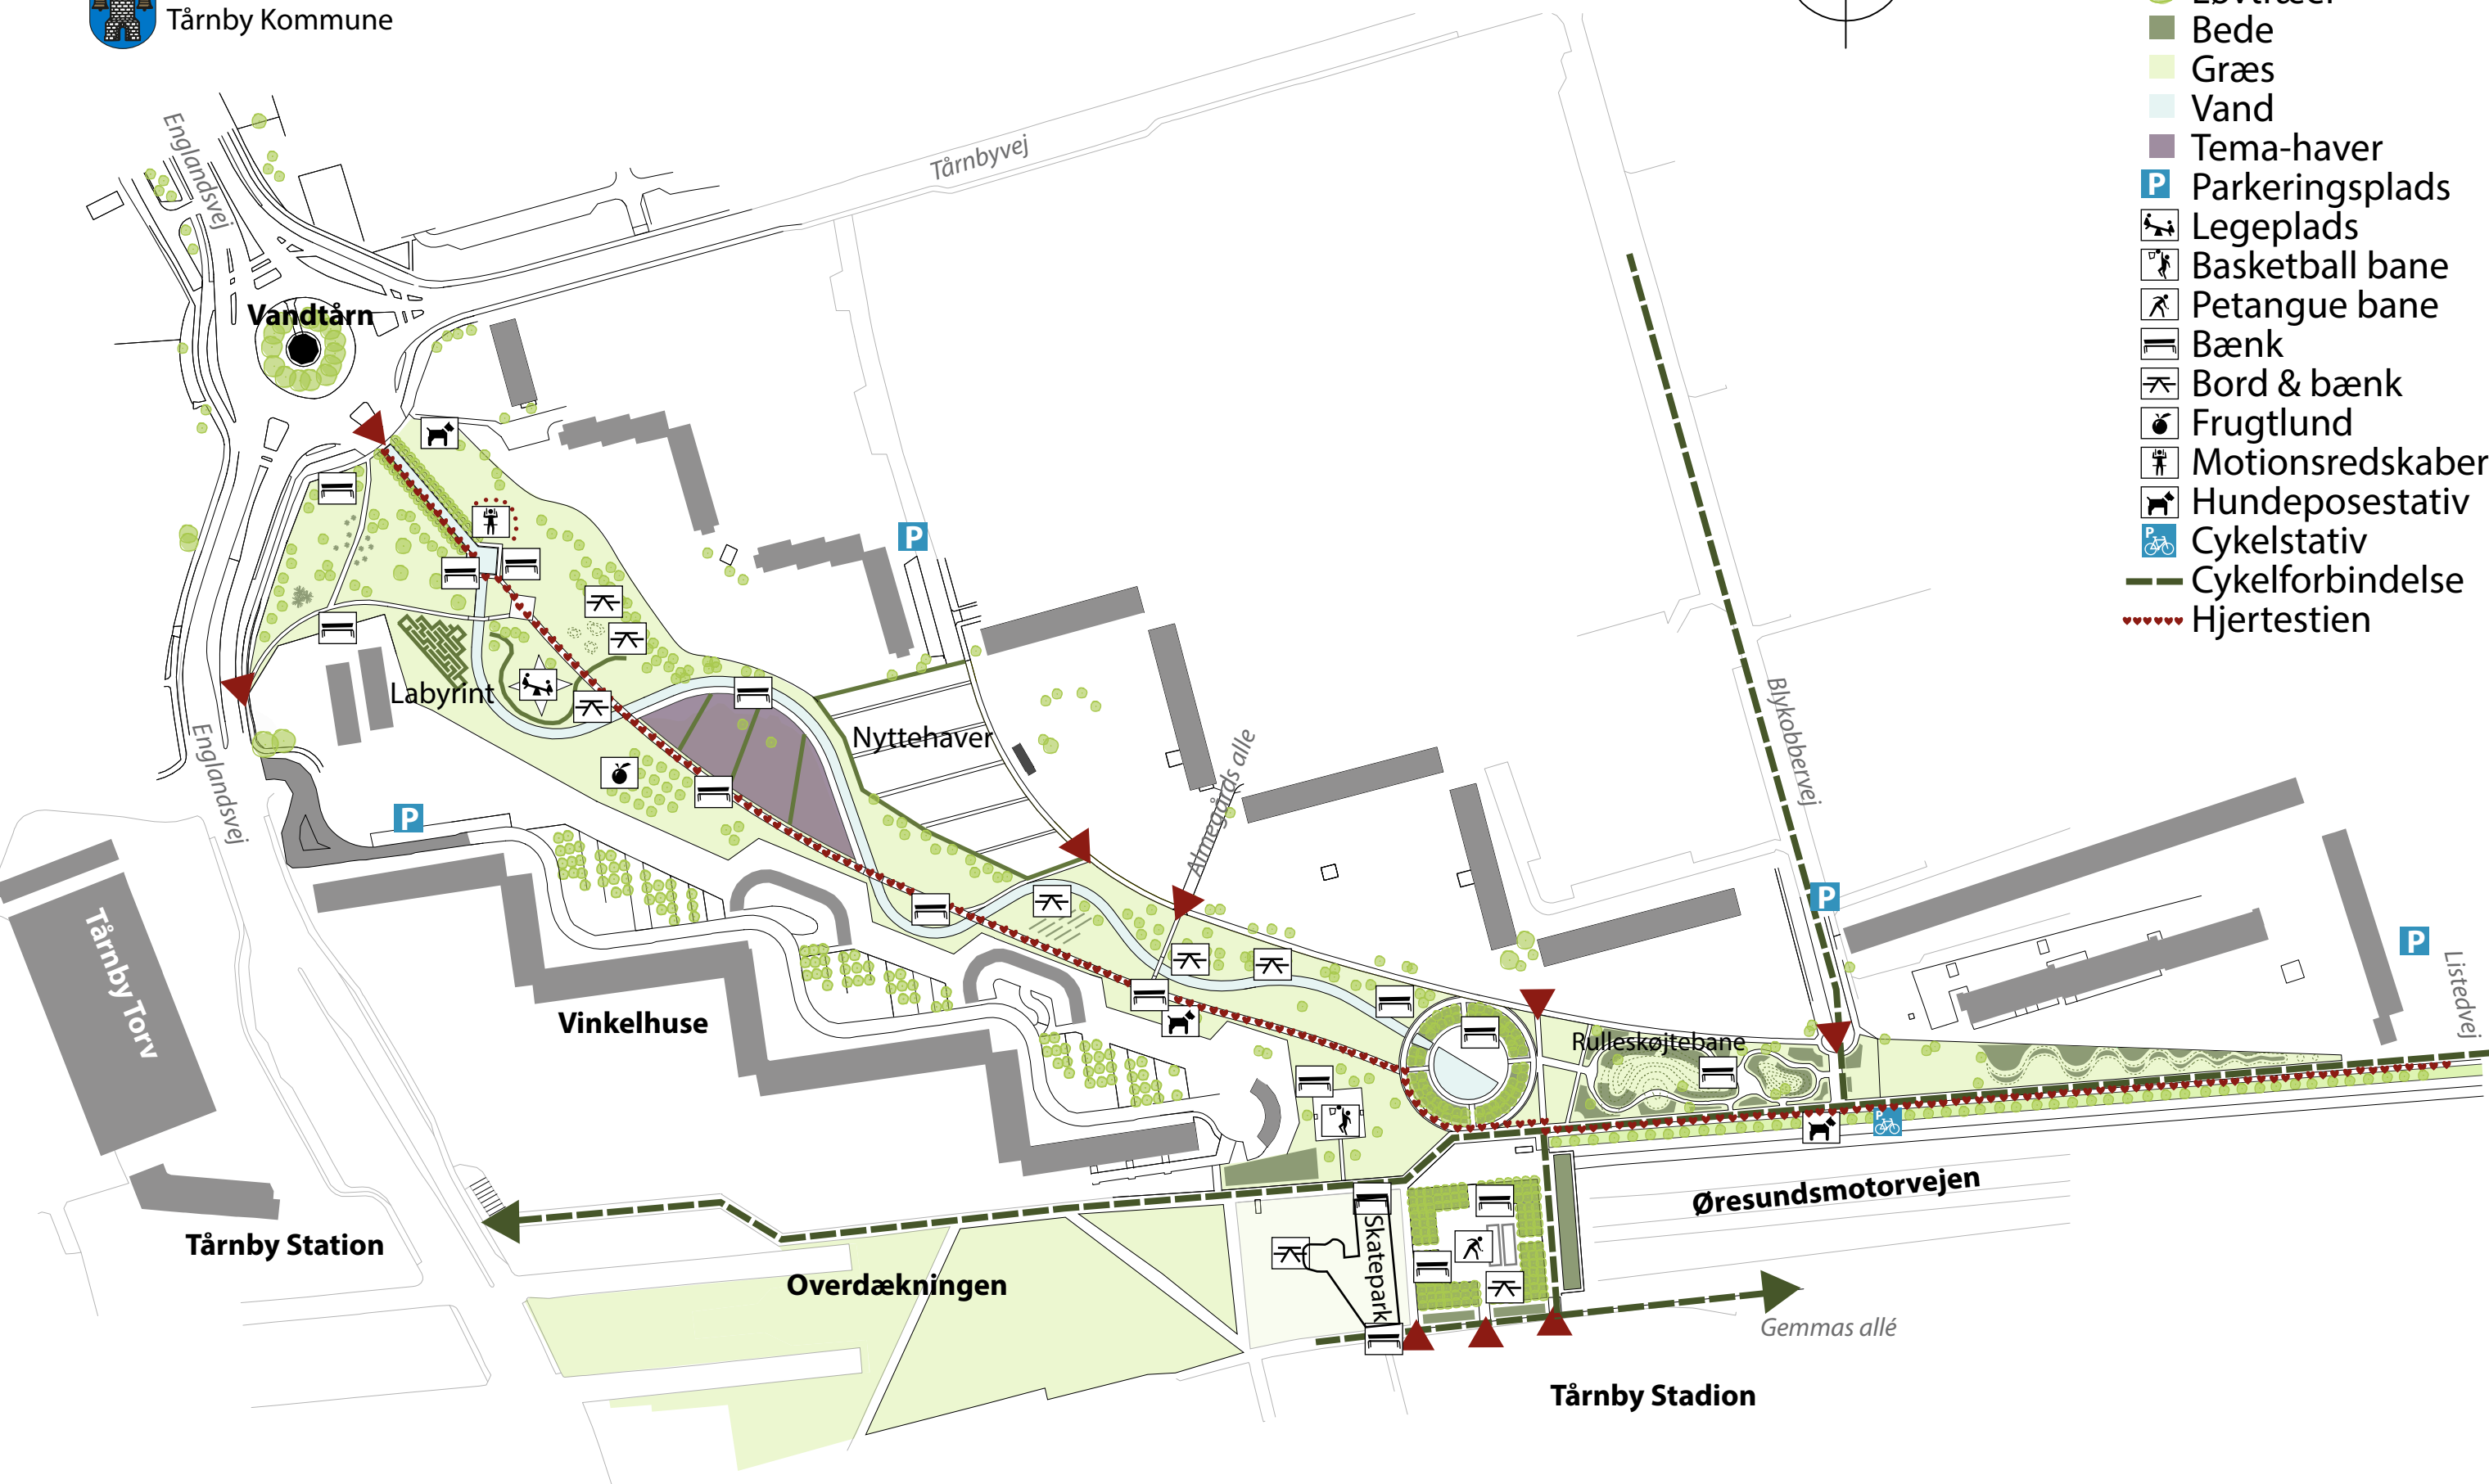 Tårnby Kommune
Bede
Græs
Vand
Tema-haver
P Parkeringsplads
Legeplads
Basketball bane
Petangue bane
Bænk
Bord & bænk
Frugtlund
Motionsredskaber
Hundeposestativ
P Cykelstativ
Cykelforbindelse
Hjertestien
Englandsvej
Tårnbyvej
Vandtårn
P
Labyrint
Nyttehaver
Englandsvej
Almegårds alle
Blykobbervej
P
P
P
Listedvej
Tårnby Torv
Vinkelhuse
Rulleskøjtebane
P
Øresundsmotorvejen
Tårnby Station
Overdækningen
Skatepark
Gemmas allé
Tårnby Stadion